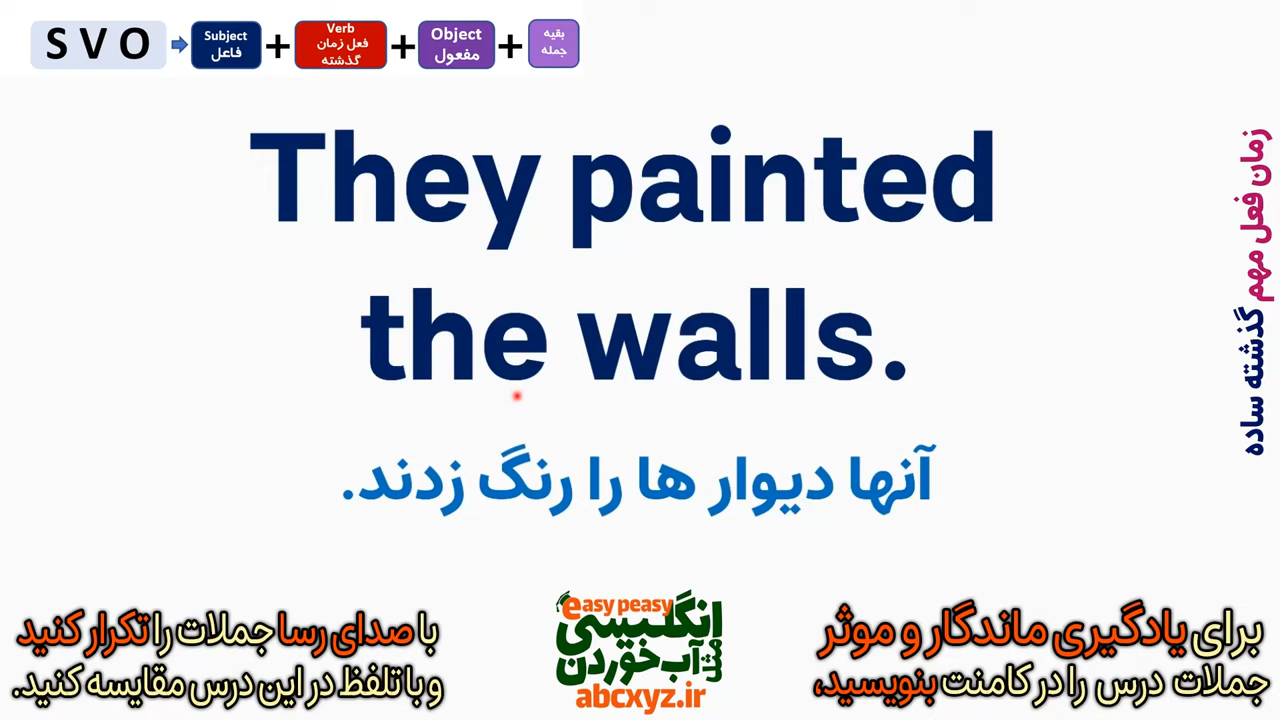 S V O
Subject
فاعل
+
Verb
فعل زمان
گذشته
+
Object
مفعول
+
بقیه
جمله
They painted
the walls.
آنها دیوار ها را رنگ زدند.
زمان فعل مهم گذشته ساده
برای یادگیری ماندگار و موثر
جملات درس را در کامنت بنویسید،
با صدای رسا جملات را تکرار کنید
و با تلفظ در این درس مقایسه کنید.
easy peasy
انگلیسی
مثل
آب خوردن
abcxyz.ir